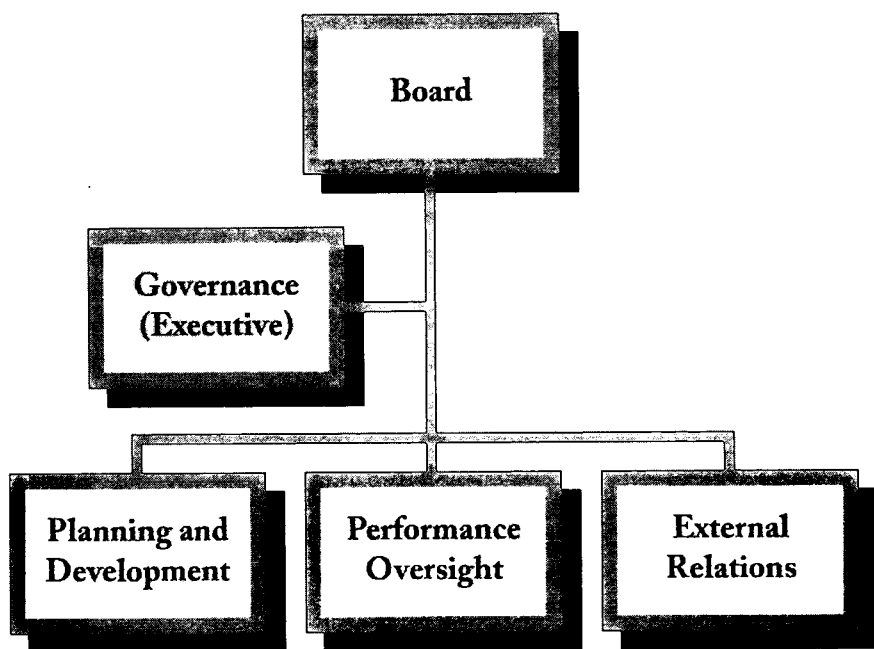 Board
Governance
(Executive)
Planning and
Development
Performance
Oversight
External
Relations